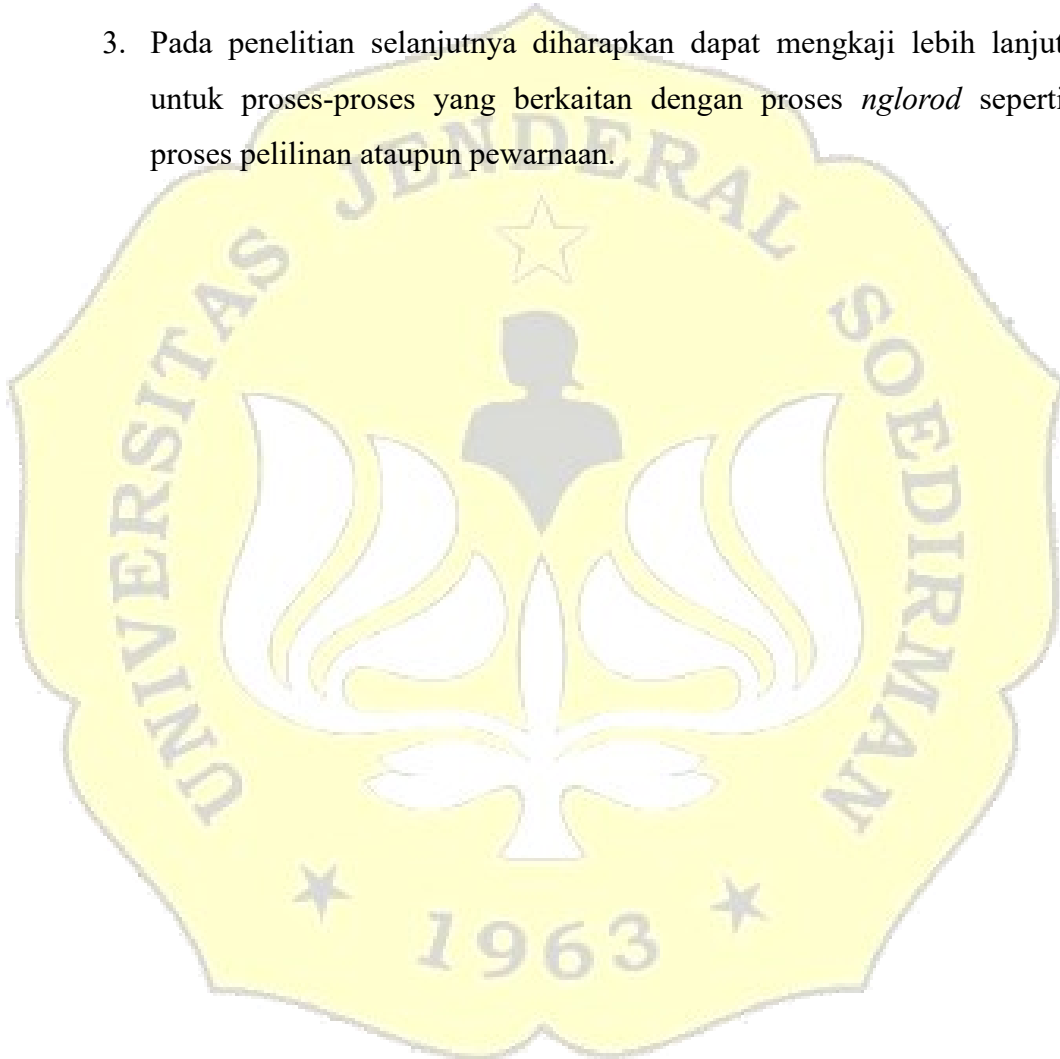 3. Pada penelitian selanjutnya diharapkan dapat mengkaji lebih lanjut
untuk proses-proses yang berkaitan dengan proses nglorod seperti
proses pelilinan ataupun pewarnaan.
UNIVERSITAS JENDERAL SOEDIRMAN
1963